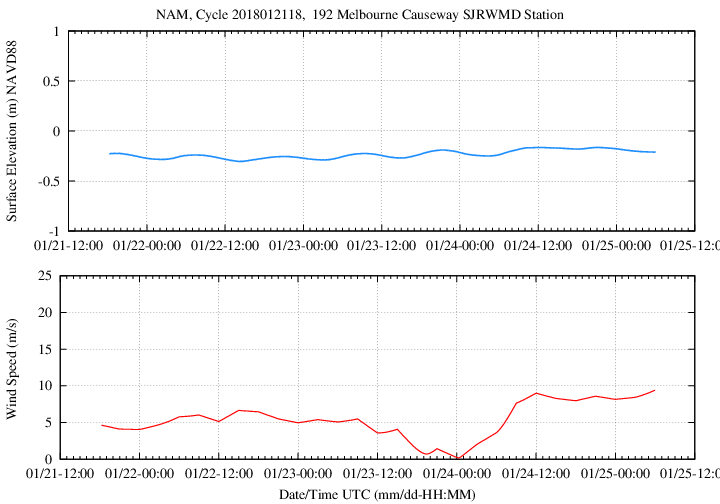 NAM, Cycle 2018012118,  192 Melbourne Causeway SJRWMD Station
Surface Elevation (m) NAVD88
1
0.5
0
-0.5
-1
01/21-12:00 01/22-00:00 01/22-12:00 01/23-00:00 01/23-12:00 01/24-00:00 01/24-12:00 01/25-00:00 01/25-12:0
Wind Speed (m/s)
25
20
15
10
5
0
01/21-12:00 01/22-00:00 01/22-12:00 01/23-00:00 01/23-12:00 01/24-00:00 01/24-12:00 01/25-00:00 01/25-12:0
Date/Time UTC (mm/dd-HH:MM)